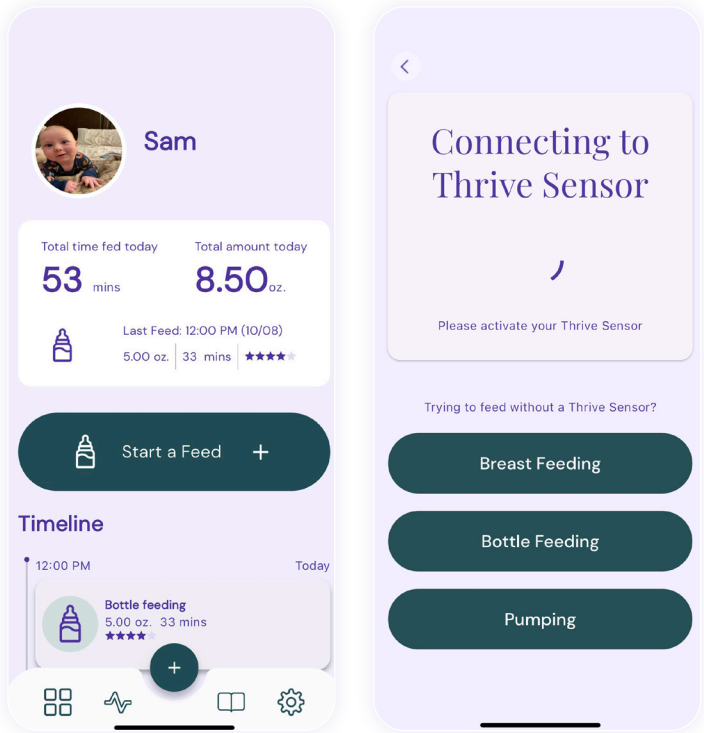 Sam
Total time fed today
Total amount today
53 mins
8.50 oz.
Last Feed: 12:00 PM (10/08)
5.00 oz. 33 mins
Start a Feed +
Timeline
12:00 PM
Today
Bottle feeding
5.00 oz. 33 mins
+
Connecting to
Thrive Sensor
Please activate your Thrive Sensor
Trying to feed without a Thrive Sensor?
Breast Feeding
Bottle Feeding
Pumping